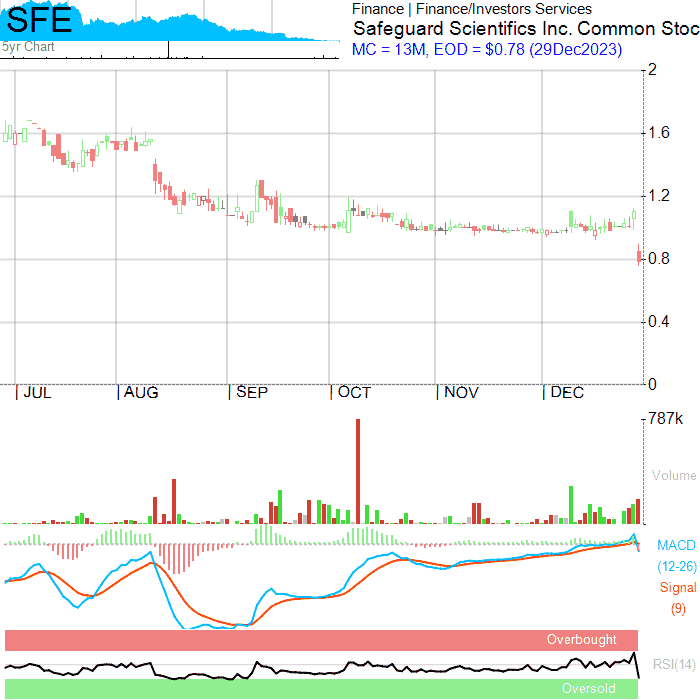 SFE
5yr Chart
Finance | Finance/Investors Services
Safeguard Scientifics Inc. Common Stoc
MC = 13M, EOD = $0.78 (29Dec2023)
2
1.6
1.2
0.8
0.4
0
JUL AUG SEP OCT NOV DEC
787k
Volume
MACD
(12-26)
Signal
(9)
Overbought
RSI(14)
Oversold